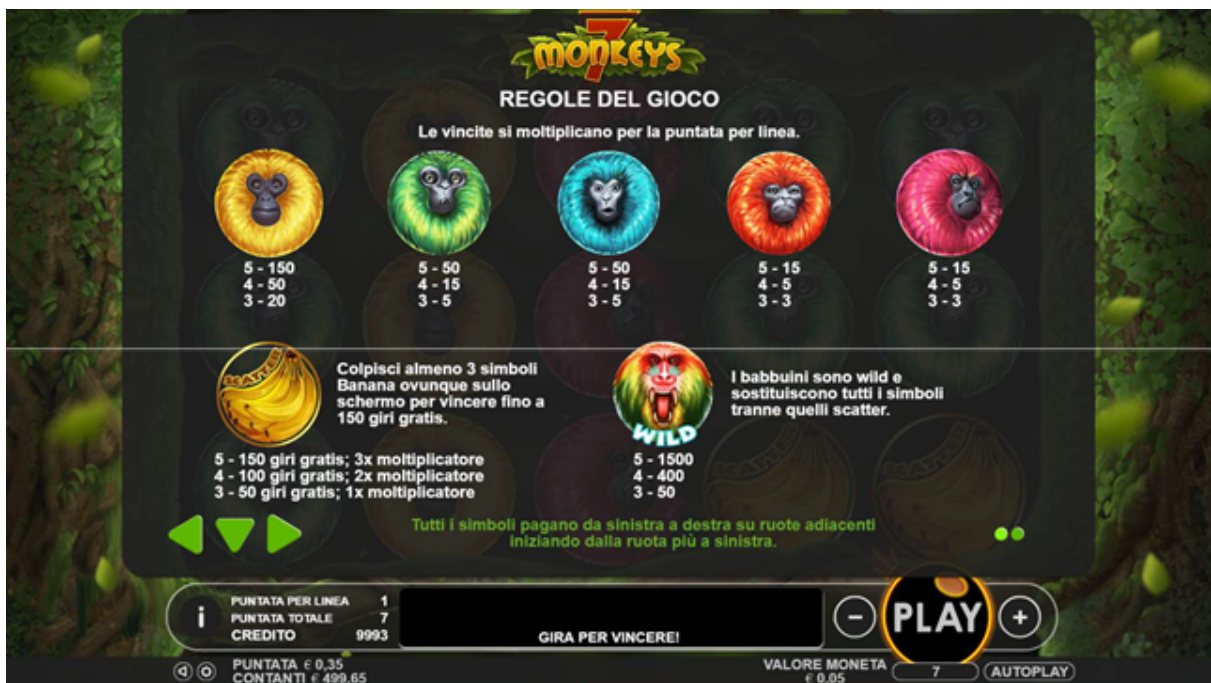 7
MONKEYS
REGOLE DEL GIOCO
Le vincite si moltiplicano per la puntata per linea.
5 - 150
4 - 50
3 - 20
5 - 50
4 - 15
3 - 5
5 - 50
4 - 15
3 - 5
5 - 15
4 - 5
3 - 3
5 - 15
4 - 5
3 - 3
SCATTER
Colpisci almeno 3 simboli
Banana ovunque sullo
schermo per vincere fino a
150 giri gratis.
5 - 150 giri gratis; 3x moltiplicatore
4 - 100 giri gratis; 2x moltiplicatore
3 - 50 giri gratis; 1x moltiplicatore
WILD
I babbuini sono wild e
sostituiscono tutti i simboli
tranne quelli scatter.
5 - 1500
4 - 400
3 - 50
Tutti i simboli pagano da sinistra a destra su ruote adiacenti
iniziando dalla ruota più a sinistra.
i
PUNTATA PER LINEA 1
PUNTATA TOTALE 7
CREDITO 9993
GIRA PER VINCERE!
PLAY
PUNTATA € 0,35
CONTANTI € 499,65
VALORE MONETA
€ 0,05
7
AUTOPLAY